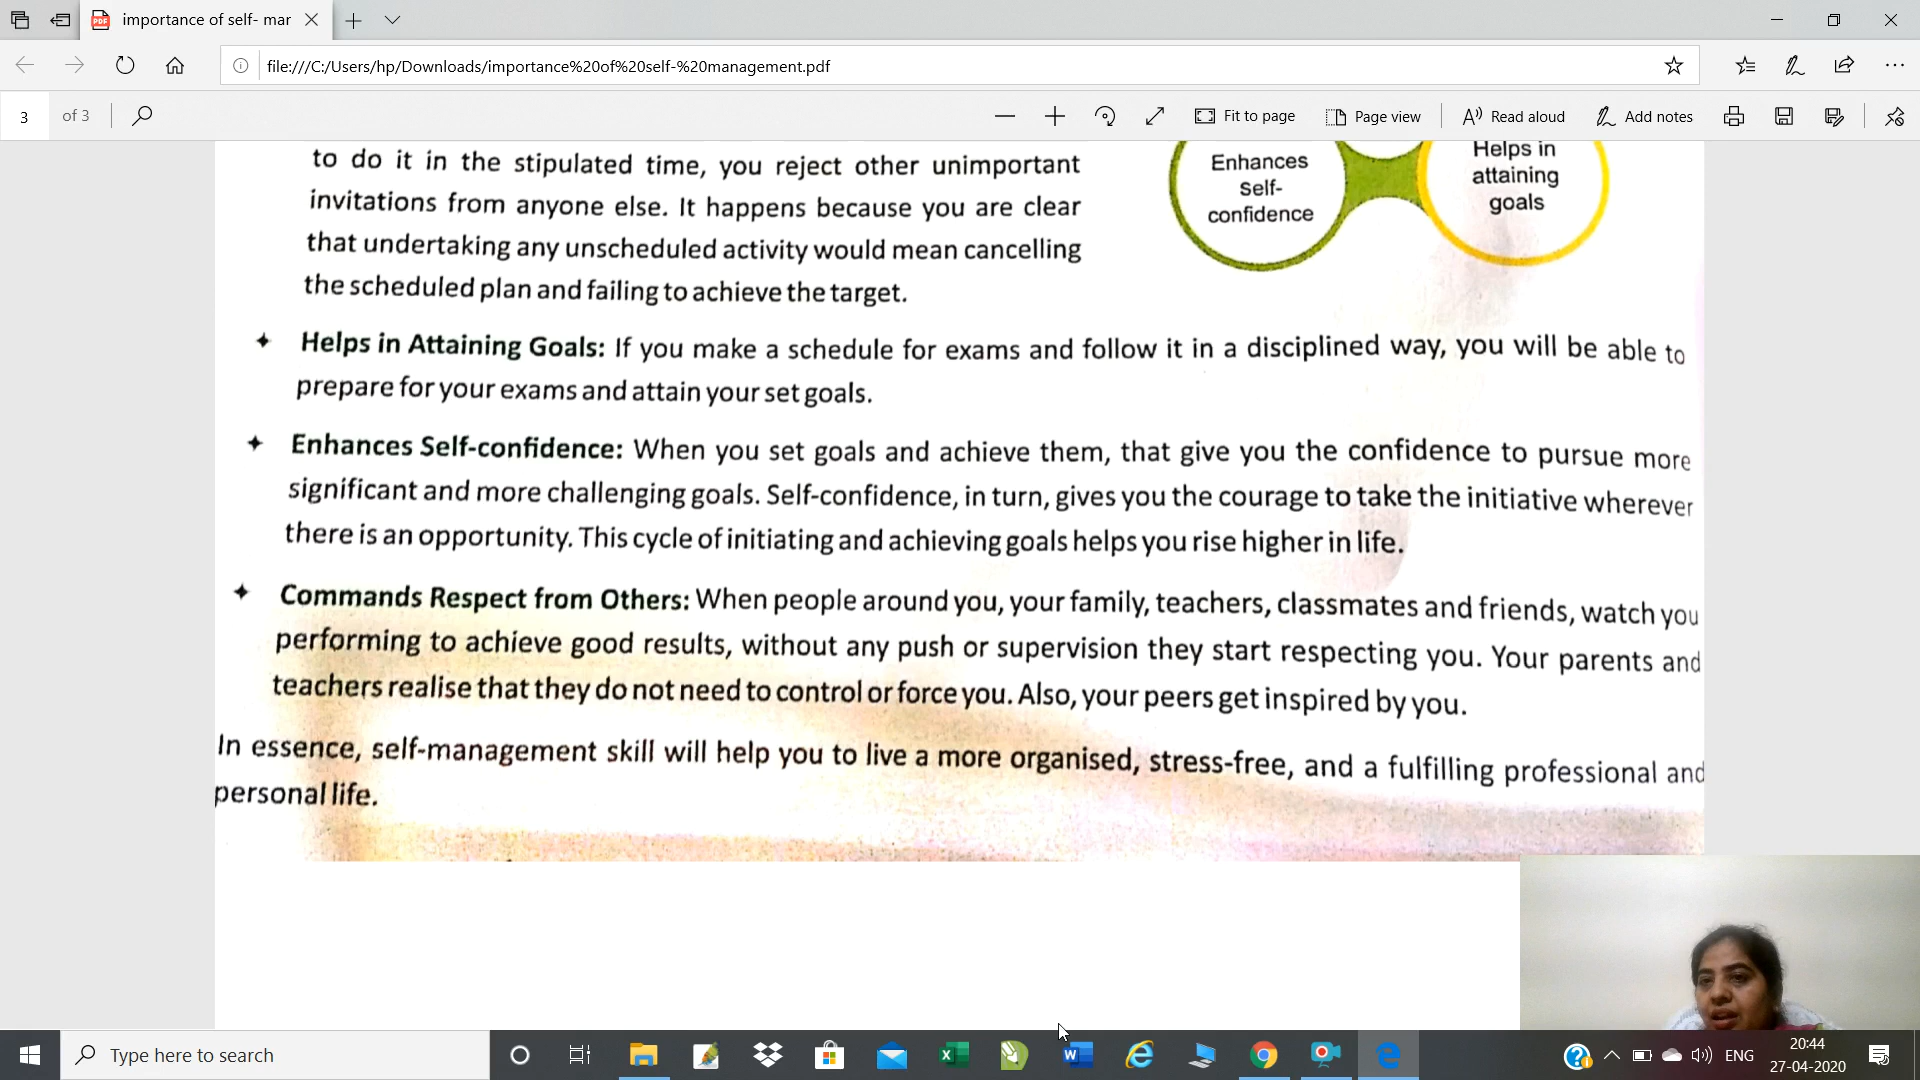 importance of self- mar
file:///C:/Users/hp/Downloads/importance%20of%20self-%20management.pdf
3 of 3
Fit to page
Page view
Read aloud
Add notes
to do it in the stipulated time, you reject other unimportant
invitations from anyone else. It happens because you are clear
that undertaking any unscheduled activity would mean cancelling
the scheduled plan and failing to achieve the target.
Enhances
Self-
confidence
Helps in
attaining
goals
Helps in Attaining Goals: If you make a schedule for exams and follow it in a disciplined way, you will be able to
prepare for your exams and attain your set goals.
Enhances Self-confidence: When you set goals and achieve them, that give you the confidence to pursue more
significant and more challenging goals. Self-confidence, in turn, gives you the courage to take the initiative wherever
there is an opportunity. This cycle of initiating and achieving goals helps you rise higher in life.
Commands Respect from Others: When people around you, your family, teachers, classmates and friends, watch you
performing to achieve good results, without any push or supervision they start respecting you. Your parents and
teachers realise that they do not need to control or force you. Also, your peers get inspired by you.
In essence, self-management skill will help you to live a more organised, stress-free, and a fulfilling professional and
personal life.
Type here to search
ENG
20:44
27-04-2020